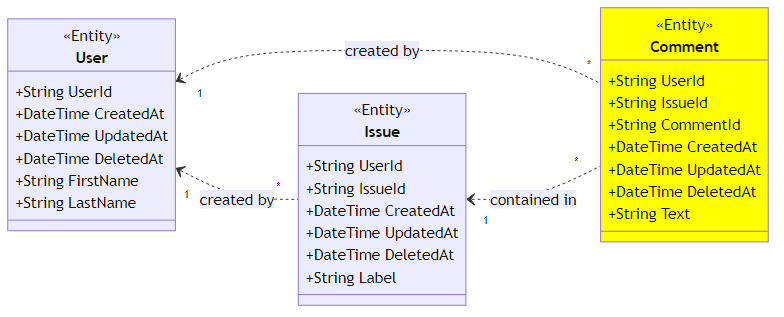 «Entity»
User
+String UserId
+DateTime CreatedAt
+DateTime UpdatedAt
+DateTime DeletedAt
+String FirstName
+String LastName
created by
1
*
«Entity»
Issue
+String UserId
+String IssueId
+DateTime CreatedAt
+DateTime UpdatedAt
+DateTime DeletedAt
+String Label
created by
1
*
contained in
1
*
«Entity»
Comment
+String UserId
+String IssueId
+String CommentId
+DateTime CreatedAt
+DateTime UpdatedAt
+DateTime DeletedAt
+String Text